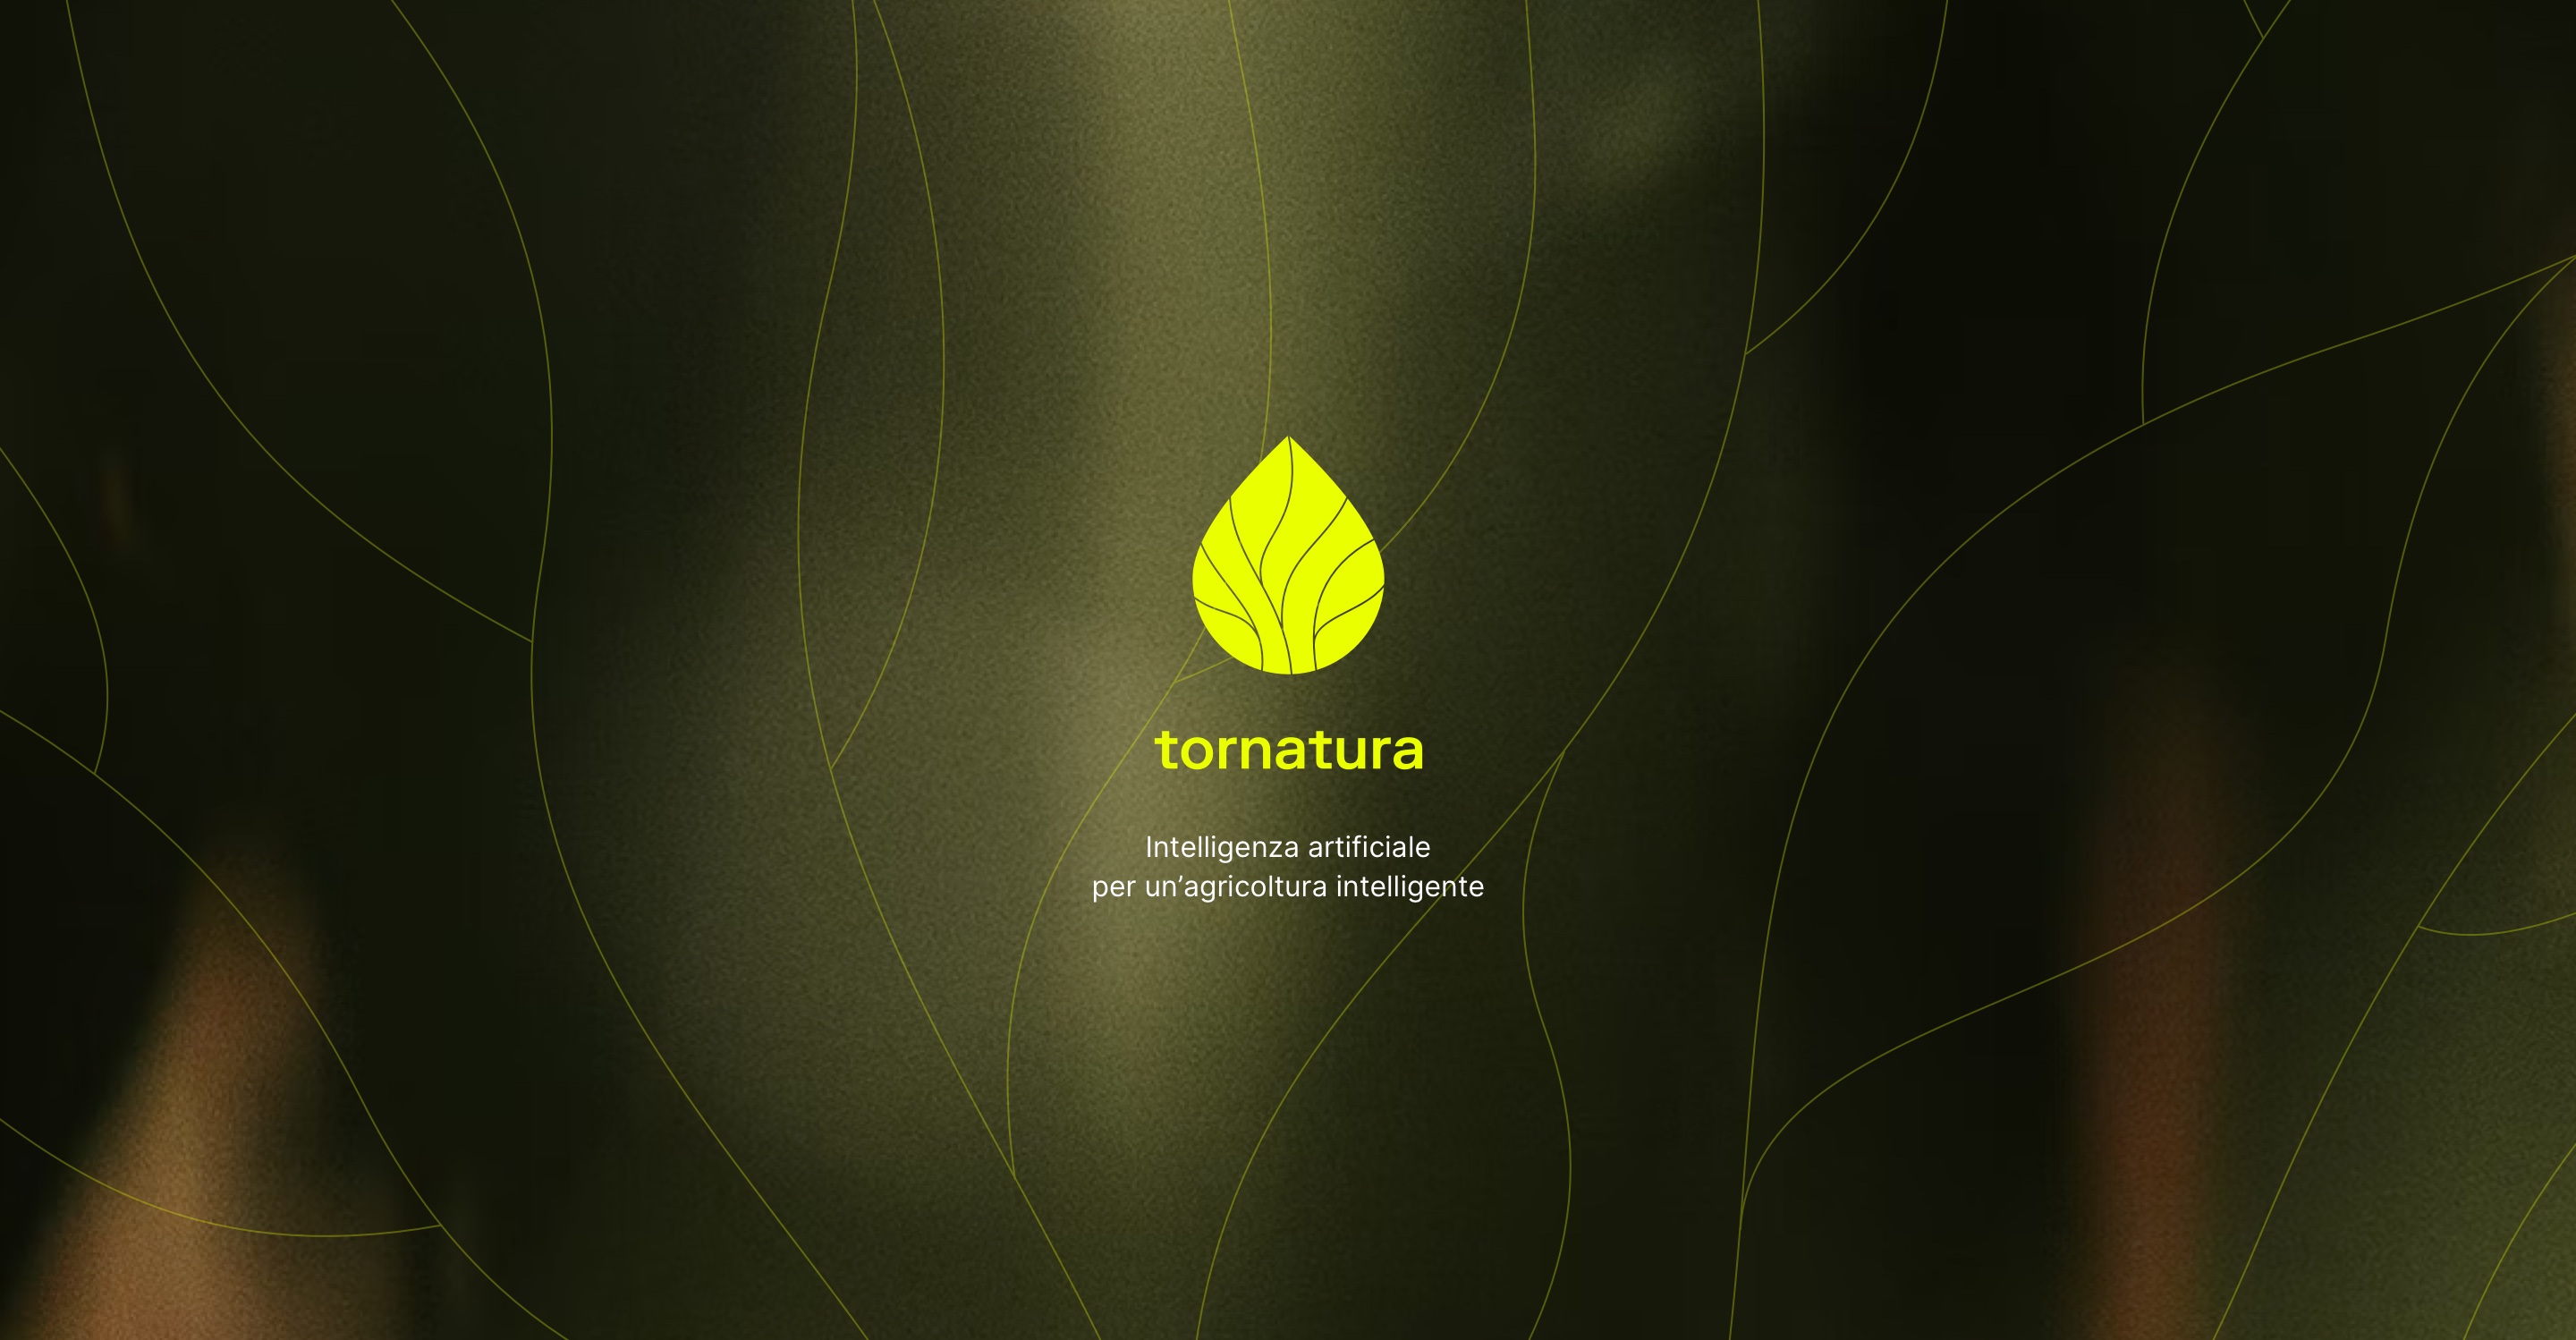 tornatura
Intelligenza artificiale
per un’agricoltura intelligente